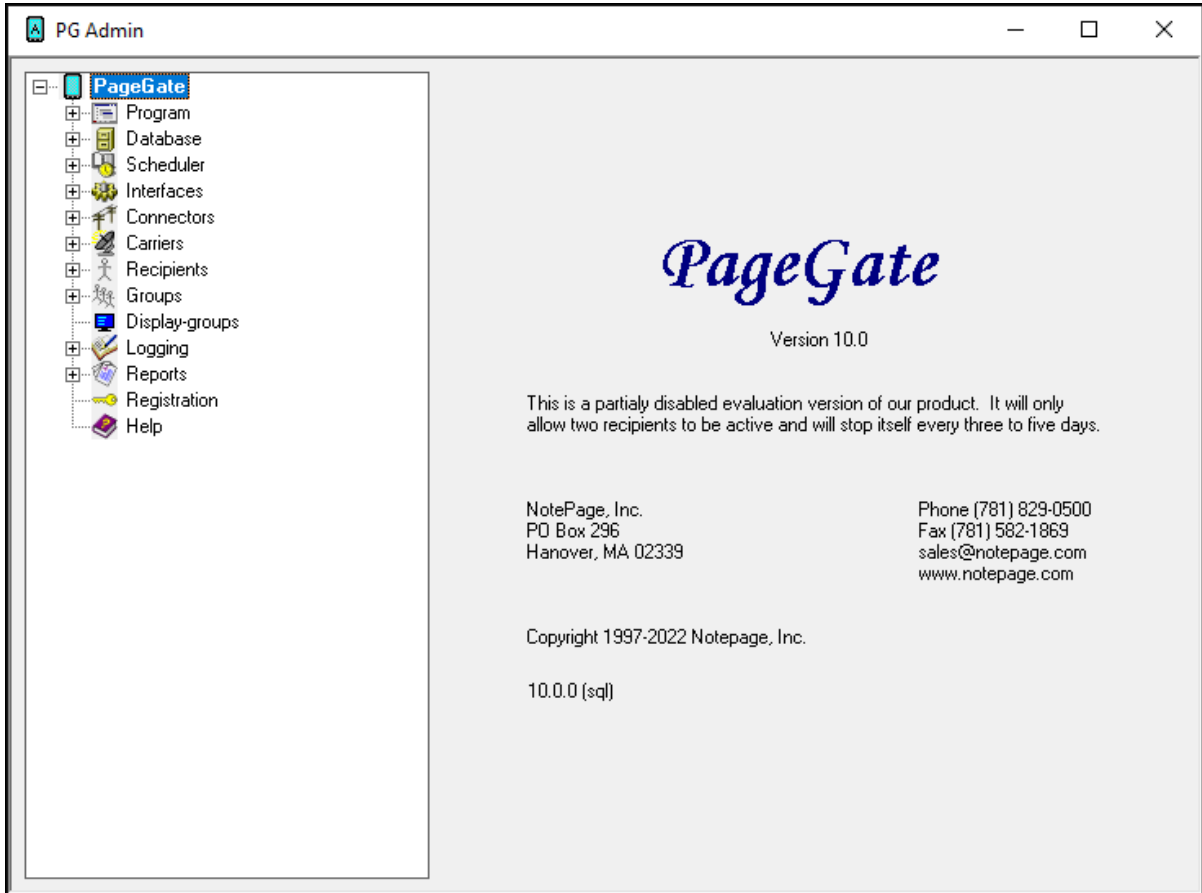 PG Admin
PageGate
Program
Database
Scheduler
Interfaces
Connectors
Carriers
Recipients
Groups
Display-groups
Logging
Reports
Registration
Help
PageGate
Version 10.0
This is a partialy disabled evaluation version of our product.  It will only
allow two recipients to be active and will stop itself every three to five days.
NotePage, Inc.
PO Box 296
Hanover, MA 02339
Phone (781) 829-0500
Fax (781) 582-1869
sales@notepage.com
www.notepage.com
Copyright 1997-2022 Notepage, Inc.
10.0.0 (sql)